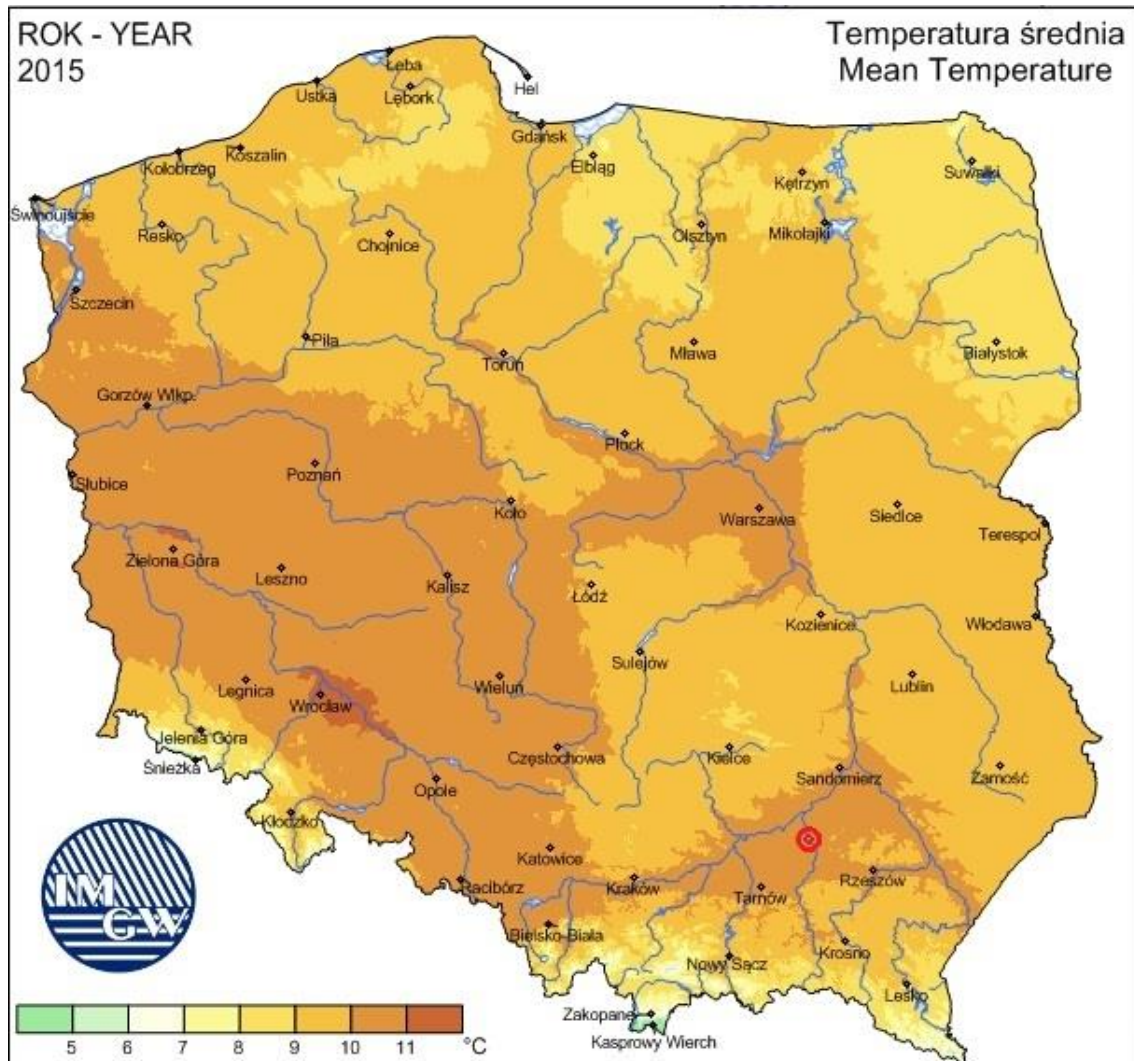 ROK - YEAR
2015
Temperatura średnia
Mean Temperature
Łeba
Hel
Ustka
Lębork
Gdańsk
Koszalin
Kołobrzeg
Elbląg
Suwałki
Kętrzyn
Świnoujście
Resko
Chojnice
Olsztyn
Mikołajki
Szczecin
Piła
Toruń
Mława
Białystok
Gorzów Wlkp.
Płock
Słubice
Poznań
Koło
Warszawa
Siedlce
Terespol
Zielona Góra
Leszno
Kalisz
Łódź
Kozienice
Włodawa
Sulejów
Legnica
Wrocław
Wieluń
Lublin
Jelenia Góra
Śnieżka
Częstochowa
Kielce
Sandomierz
Zamość
Opole
Kłoczko
Katowice
Racibórz
Kraków
Tarnów
Rzeszów
Bielsko-Biała
Nowy Sącz
Krosno
Lesko
Zakopane
Kasprowy Wierch
IM
GW
5 6 7 8 9 10 11 °C